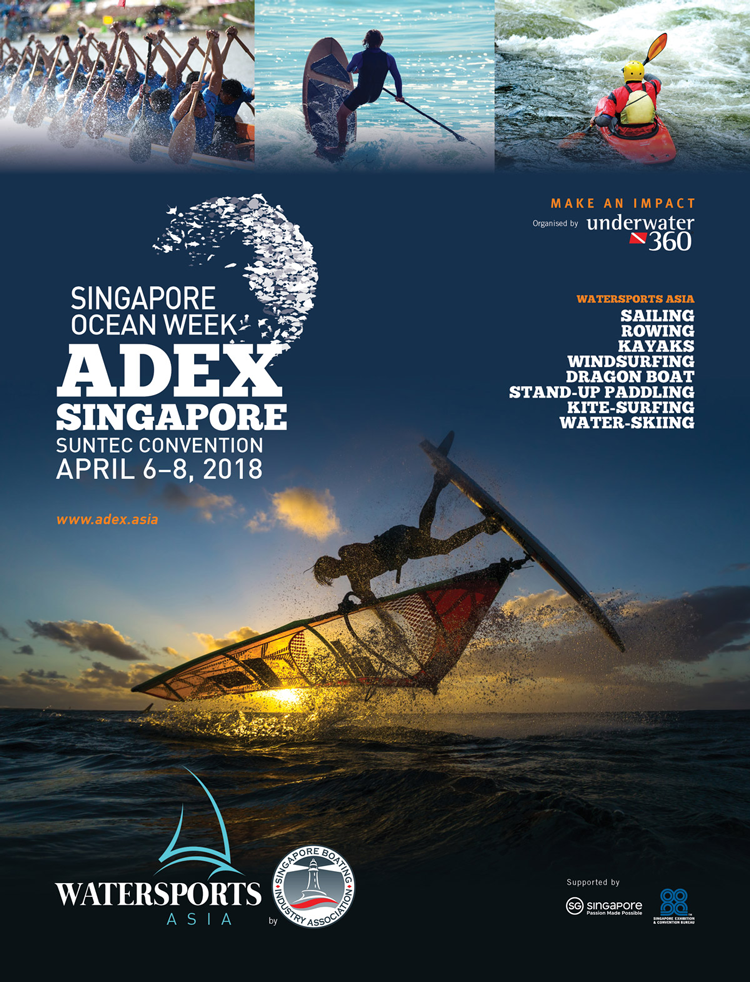 MAKE AN IMPACT
Organised by underwater
360
SINGAPORE
OCEAN WEEK
ADEX
SINGAPORE
SUNTEC CONVENTION
APRIL 6–8, 2018
www.adex.asia
WATERSPORTS ASIA
SAILING
ROWING
KAYAKS
WINDSURFING
DRAGON BOAT
STAND-UP PADDLING
KITE-SURFING
WATER-SKIING
WATERSPORTS
ASIA
by
SINGAPORE BOATING
INDUSTRY ASSOCIATION
Supported by
SG singapore
Passion Made Possible
SINGAPORE EXHIBITION
& CONVENTION BUREAU